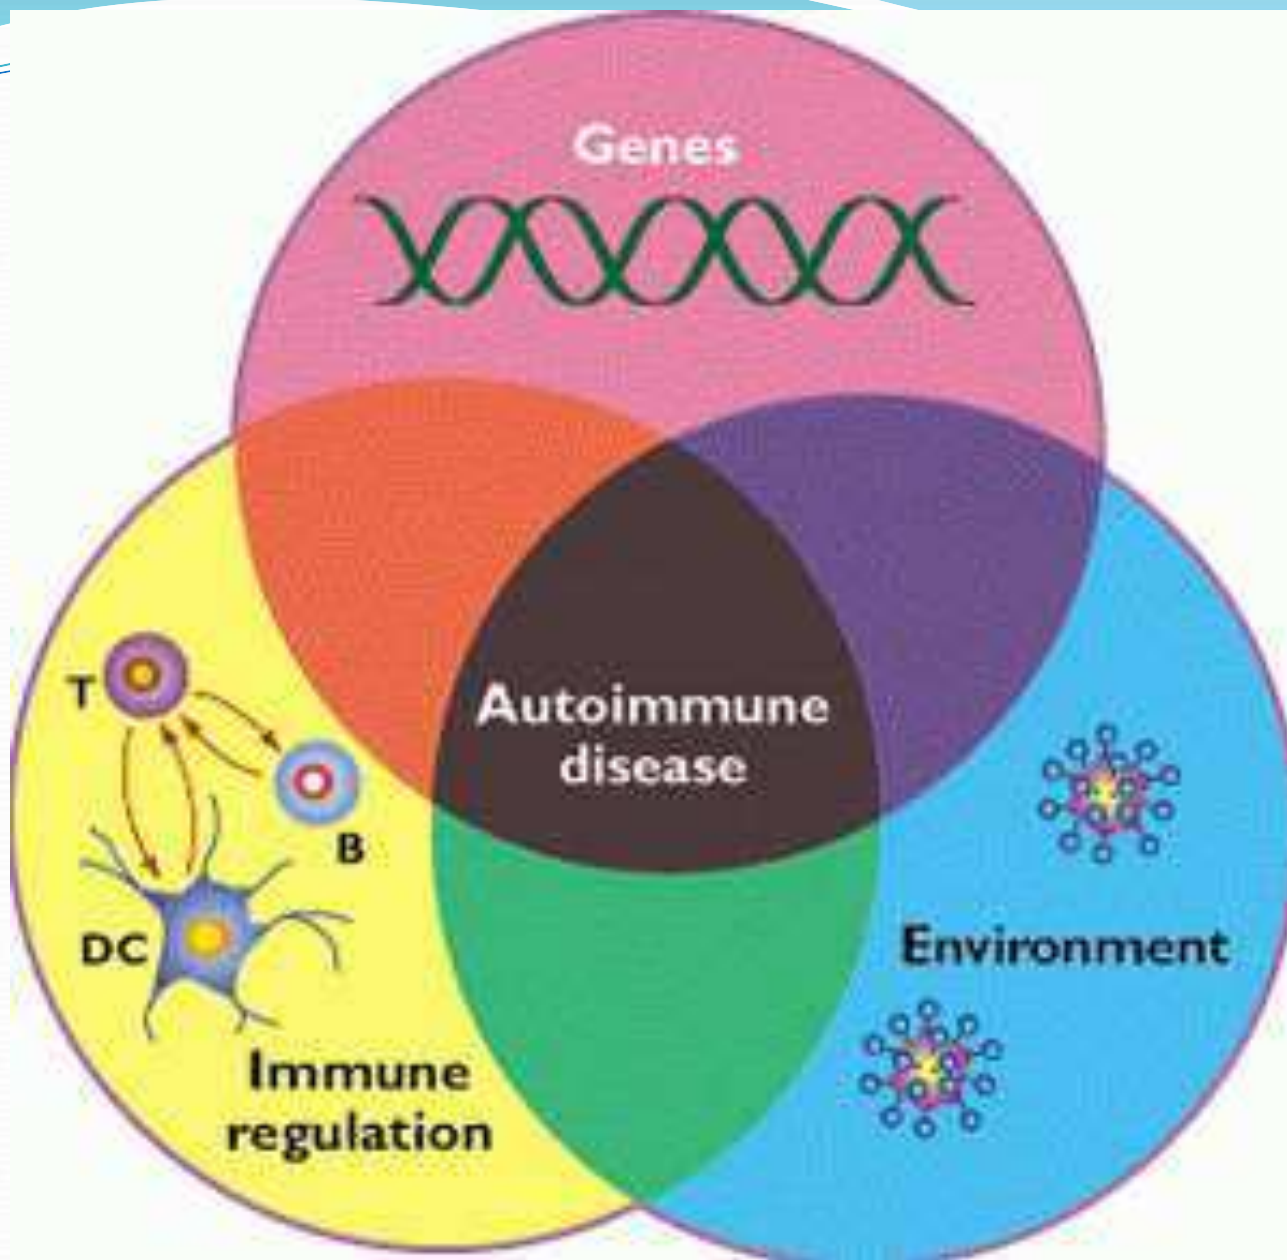 Genes
Autoimmune
disease
T
B
DC
Environment
Immune
regulation